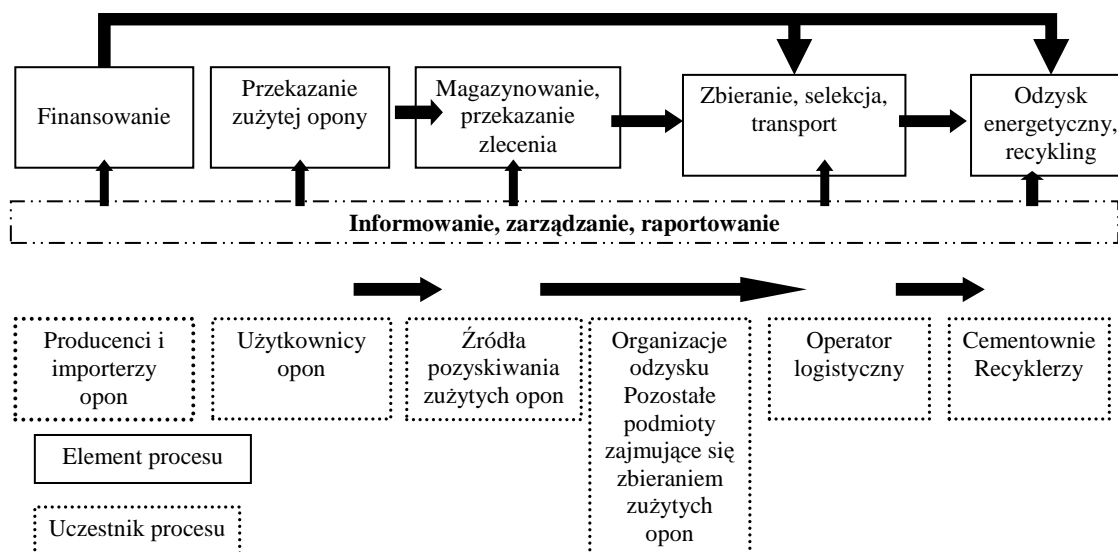 Finansowanie
Przekazanie
zużytej opony
Magazynowanie,
przekazanie
zlecenia
Zbieranie, selekcja,
transport
Odzysk
energetyczny,
recykling
Informowanie, zarządzanie, raportowanie
Producenci i
importerzy
opon
Użytkownicy
opon
Źródła
pozyskiwania
zużytych opon
Organizacje
odzysku
Pozostałe
podmioty
zajmujące się
zbieraniem
zużytych
opon
Operator
logistyczny
Cementownie
Recyklerzy
Element procesu
Uczestnik procesu